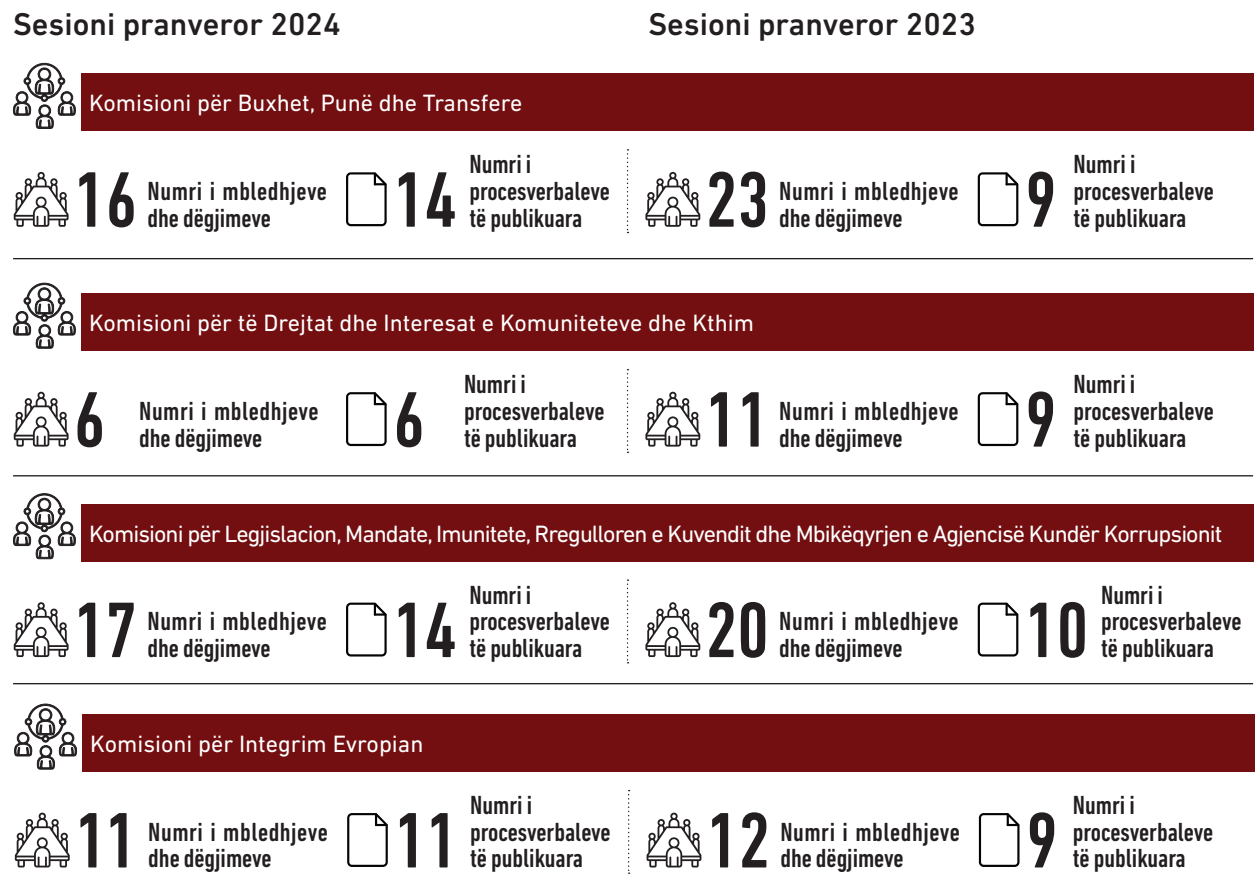 Sesioni pranveror 2024
Sesioni pranveror 2023
Komisioni për Buxhet, Punë dhe Transfere
16
Numri i mbledhjeve
dhe dëgjimeve
14
Numri i
procesverbaleve
të publikuara
23
Numri i mbledhjeve
dhe dëgjimeve
9
Numri i
procesverbaleve
të publikuara
Komisioni për të Drejtat dhe Interesat e Komuniteteve dhe Kthim
6
Numri i mbledhjeve
dhe dëgjimeve
6
Numri i
procesverbaleve
të publikuara
11
Numri i mbledhjeve
dhe dëgjimeve
9
Numri i
procesverbaleve
të publikuara
Komisioni për Legjislacion, Mandate, Imunitete, Rregulloren e Kuvendit dhe Mbikëqyrjen e Agjencisë Kundër Korrupsionit
17
Numri i mbledhjeve
dhe dëgjimeve
14
Numri i
procesverbaleve
të publikuara
20
Numri i mbledhjeve
dhe dëgjimeve
10
Numri i
procesverbaleve
të publikuara
Komisioni për Integrim Evropian
11
Numri i mbledhjeve
dhe dëgjimeve
11
Numri i
procesverbaleve
të publikuara
12
Numri i mbledhjeve
dhe dëgjimeve
9
Numri i
procesverbaleve
të publikuara